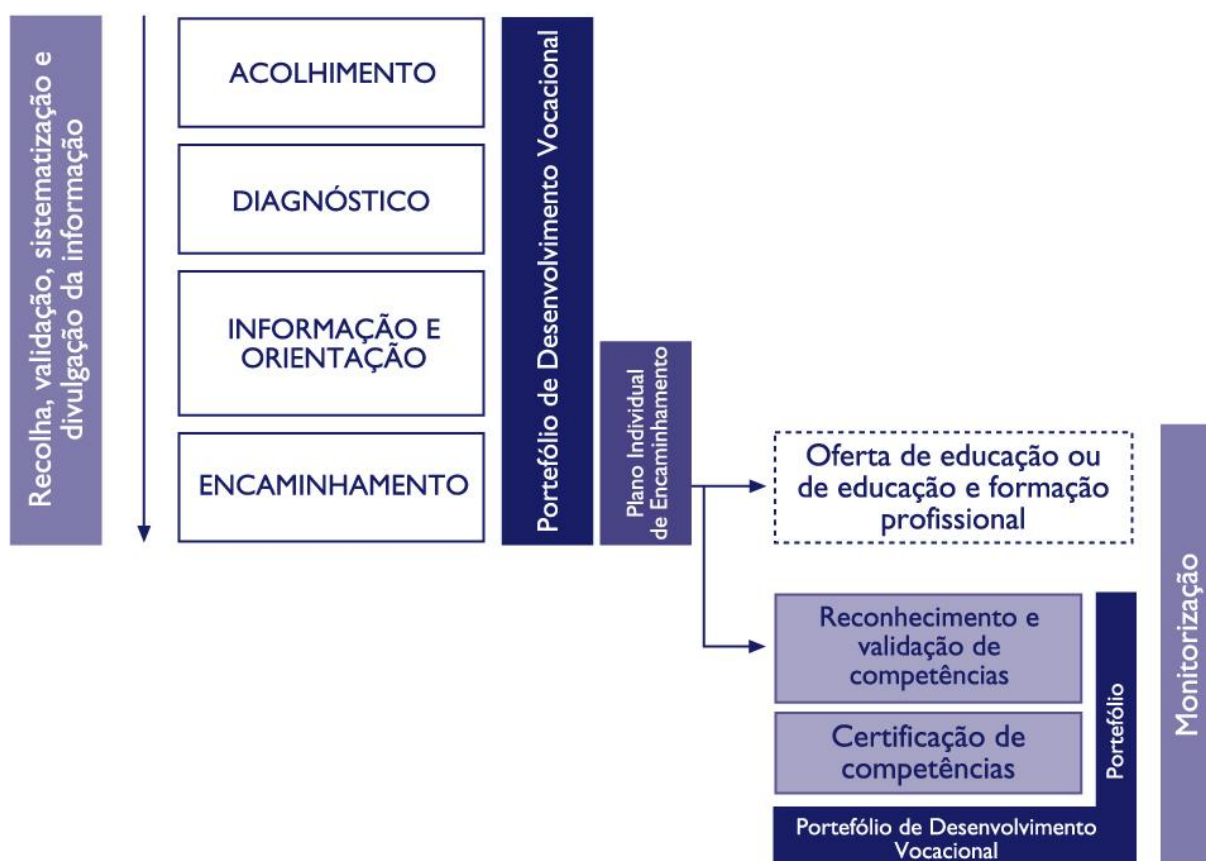 Recolha, validação, sistematização e
divulgação da informação
ACOLHIMENTO
DIAGNÓSTICO
INFORMAÇÃO E
ORIENTAÇÃO
ENCAMINHAMENTO
Portefólio de Desenvolvimento Vocacional
Plano Individual
de Encaminhamento
Oferta de educação ou
de educação e formação
profissional
Reconhecimento e
validação de
competências
Certificação de
competências
Portefólio
Portefólio de Desenvolvimento
Vocacional
Monitorização